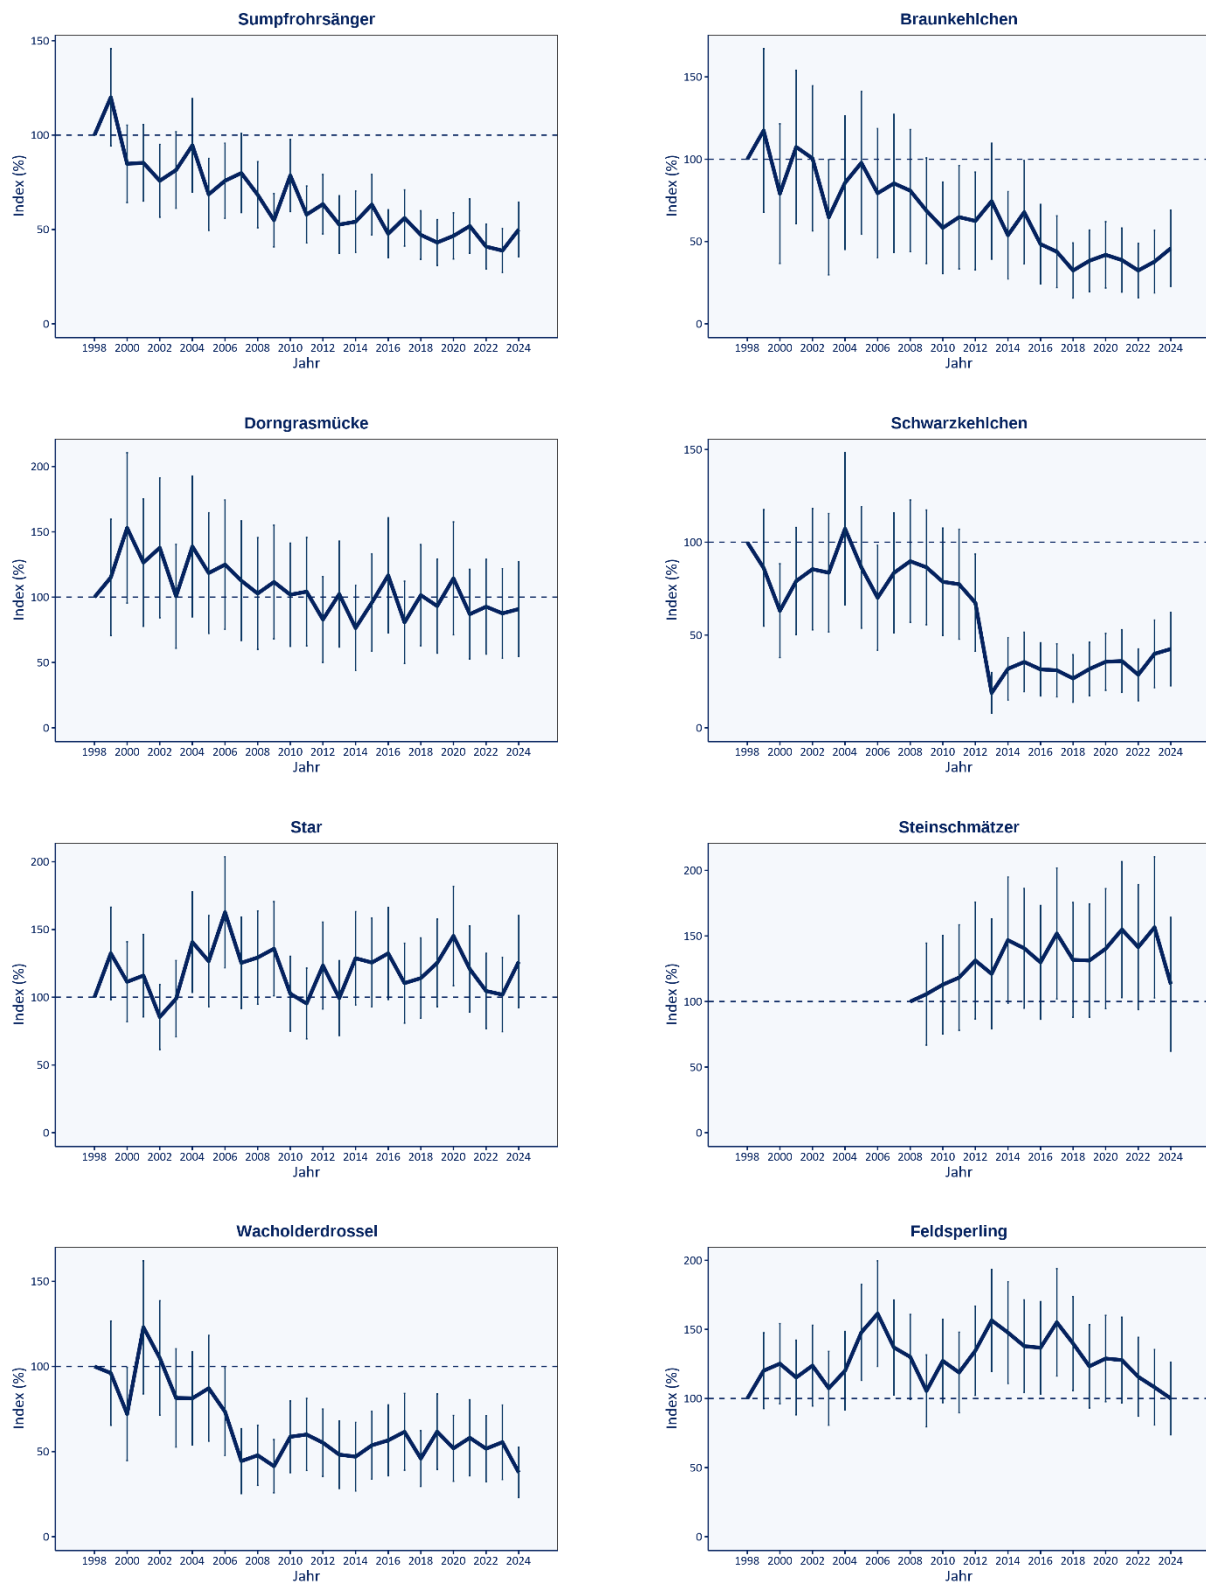 Sumpfrohrsänger
Index (%)
150
100
50
0
1998 2000 2002 2004 2006 2008 2010 2012 2014 2016 2018 2020 2022 2024
Jahr
Braunkehlchen
Index (%)
150
100
50
0
1998 2000 2002 2004 2006 2008 2010 2012 2014 2016 2018 2020 2022 2024
Jahr
Dorngrasmücke
Index (%)
200
150
100
50
0
1998 2000 2002 2004 2006 2008 2010 2012 2014 2016 2018 2020 2022 2024
Jahr
Schwarzkehlchen
Index (%)
150
100
50
0
1998 2000 2002 2004 2006 2008 2010 2012 2014 2016 2018 2020 2022 2024
Jahr
Star
Index (%)
200
150
100
50
0
1998 2000 2002 2004 2006 2008 2010 2012 2014 2016 2018 2020 2022 2024
Jahr
Steinschmätzer
Index (%)
200
150
100
50
0
1998 2000 2002 2004 2006 2008 2010 2012 2014 2016 2018 2020 2022 2024
Jahr
Wacholderdrossel
Index (%)
150
100
50
0
1998 2000 2002 2004 2006 2008 2010 2012 2014 2016 2018 2020 2022 2024
Jahr
Feldsperling
Index (%)
200
150
100
50
0
1998 2000 2002 2004 2006 2008 2010 2012 2014 2016 2018 2020 2022 2024
Jahr